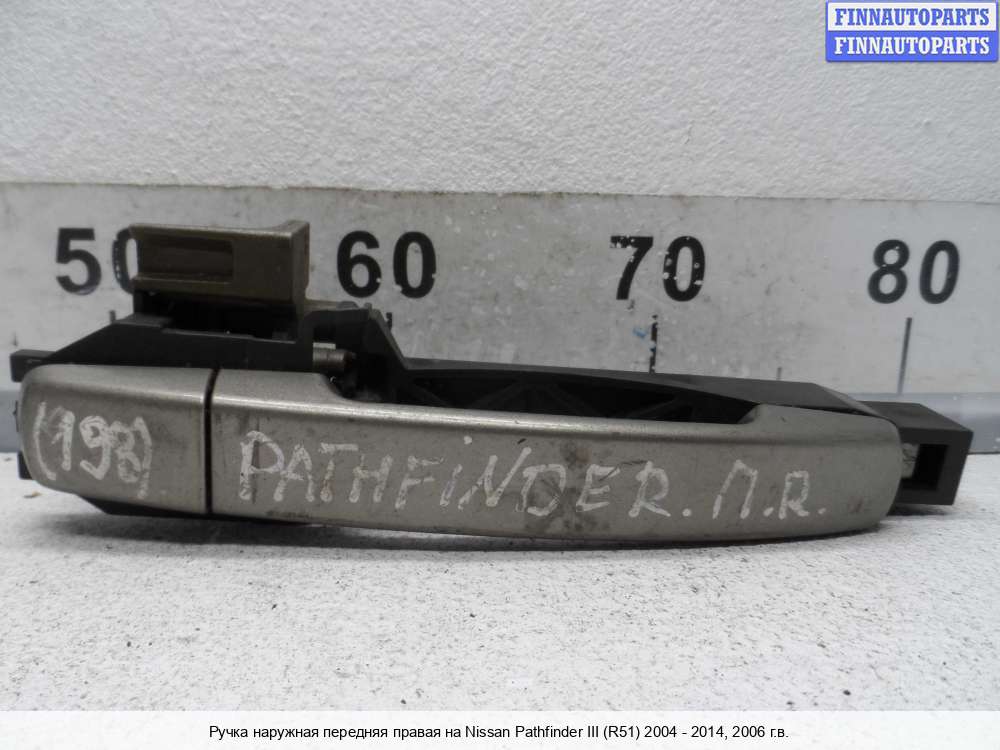 FINNAUTOPARTS
FINNAUTOPARTS
50 60 70 80
(198) PATHFINDER. П.R.
Ручка наружная передняя правая на Nissan Pathfinder III (R51) 2004 - 2014, 2006 г.в.